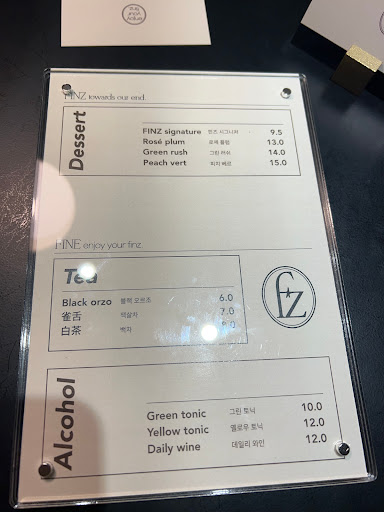 FINZ towards our end.
Dessert
FINZ signature 핀즈 시그니처 9.5
Rosé plum 로제 플럼 13.0
Green rush 그린 러쉬 14.0
Peach vert 피치 베르 15.0
FINE enjoy your finz.
Tea
Black orzo 블랙 오르조 6.0
雀舌 작설차 7.0
白茶 백차
fz
Alcohol
Green tonic 그린 토닉 10.0
Yellow tonic 옐로우 토닉 12.0
Daily wine 데일리 와인 12.0